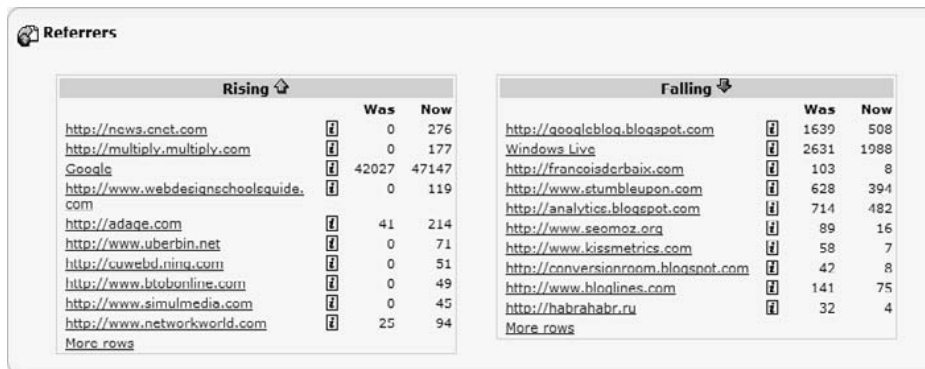 Referrers
Rising
Was Now
http://news.cnet.com i 0 276
http://multiply.multiply.com i 0 177
Google i 42027 47147
http://www.webdesignschoolsguide. i 0 119
com
http://adage.com i 41 214
http://www.uberbin.net i 0 71
http://cuwebd.ning.com i 0 51
http://www.btobonline.com i 0 49
http://www.simulmedia.com i 0 45
http://www.networkworld.com i 25 94
More rows
Falling
Was Now
http://googleblog.blogspot.com i 1639 508
Windows Live i 2631 1988
http://francoisderbaix.com i 103 8
http://www.stumbleupon.com i 628 394
http://analytics.blogspot.com i 714 482
http://www.seomoz.org i 89 16
http://www.kissmetrics.com i 58 7
http://conversionroom.blogspot.com i 42 8
http://www.bloglines.com i 141 75
http://habrahabr.ru i 32 4
More rows